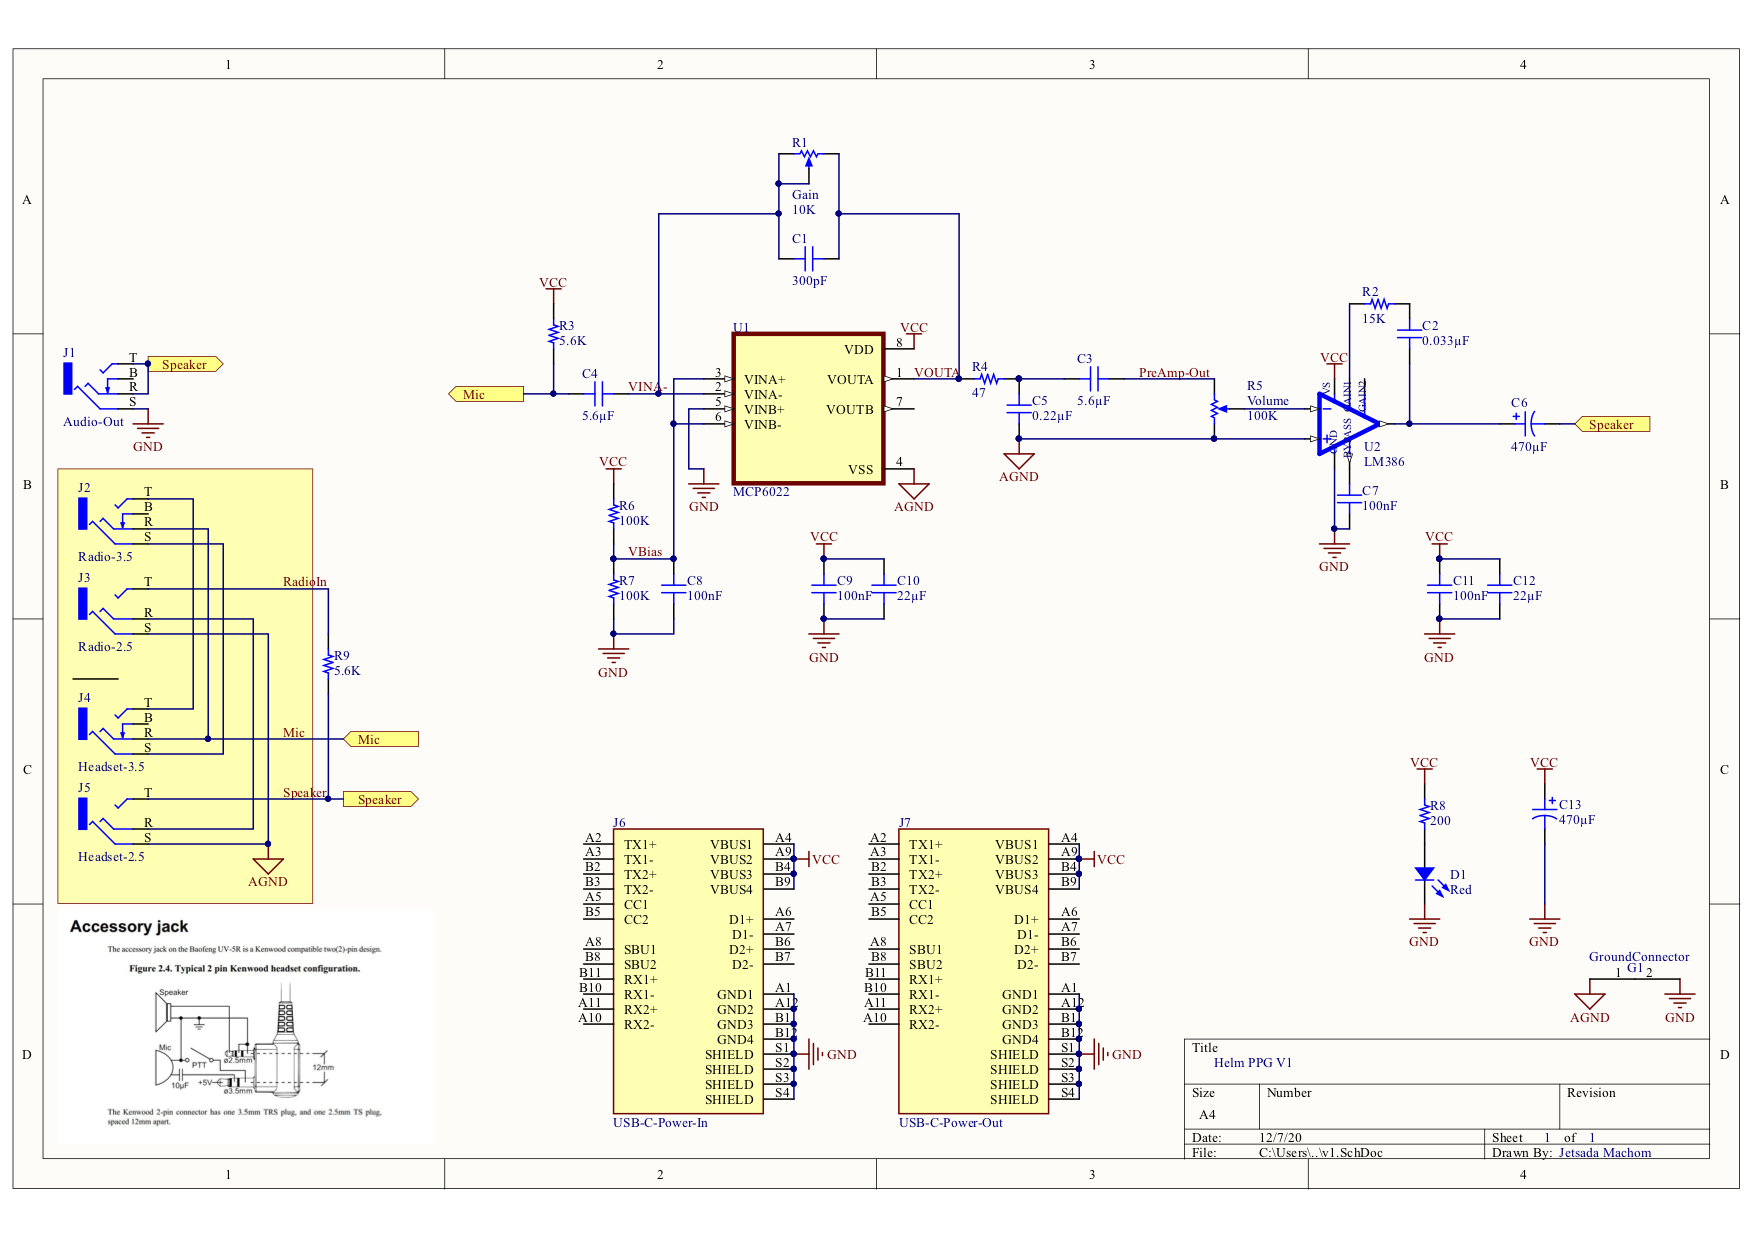 1
2
3
4
A
A
B
B
C
C
D
D
1
2
3
4
R1
Gain
10K
C1
300pF
VCC
R3
5.6K
Mic
C4
5.6µF
VINA-
U1
MCP6022
3
VINA+
2
VINA-
5
VINB+
6
VINB-
VDD
8
VCC
VOUTA
1
VOUTA
VOUTB
7
VSS
4
AGND
GND
R4
47
C5
0.22µF
AGND
C3
5.6µF
PreAmp-Out
R5
Volume
100K
R2
15K
C2
0.033µF
VCC
VS
GAIN1
GAIN2
GND
BYPASS
U2
LM386
C7
100nF
GND
C6
470µF
Speaker
VCC
R6
100K
VBias
R7
100K
C8
100nF
GND
VCC
C9
100nF
C10
22µF
GND
VCC
C11
100nF
C12
22µF
GND
J1
T
B
R
S
Audio-Out
Speaker
GND
J2
T
B
R
S
Radio-3.5
J3
T
R
S
Radio-2.5
RadioIn
R9
5.6K
J4
T
B
R
S
Headset-3.5
Mic
Mic
J5
T
R
S
Headset-2.5
Speaker
Speaker
AGND
Accessory jack
The accessory jack on the Baofeng UV-5R is a Kenwood compatible two(2)-pin design.
Figure 2.4. Typical 2 pin Kenwood headset configuration.
Speaker
Mic
PTT
10µF
+5V
ø2.5mm
ø3.5mm
12mm
The Kenwood 2-pin connector has one 3.5mm TRS plug, and one 2.5mm TS plug,
spaced 12mm apart.
J6
A2 TX1+ VBUS1 A4
A3 TX1- VBUS2 A9 VCC
B2 TX2+ VBUS3 B4
B3 TX2- VBUS4 B9
A5 CC1
B5 CC2 D1+ A6
D1- A7
A8 SBU1 D2+ B6
B8 SBU2 D2- B7
B11 RX1+
B10 RX1- GND1 A1
A11 RX2+ GND2 A12
A10 RX2- GND3 B1
GND4 B12
SHIELD S1 GND
SHIELD S2
SHIELD S3
SHIELD S4
USB-C-Power-In
J7
A2 TX1+ VBUS1 A4
A3 TX1- VBUS2 A9 VCC
B2 TX2+ VBUS3 B4
B3 TX2- VBUS4 B9
A5 CC1
B5 CC2 D1+ A6
D1- A7
A8 SBU1 D2+ B6
B8 SBU2 D2- B7
B11 RX1+
B10 RX1- GND1 A1
A11 RX2+ GND2 A12
A10 RX2- GND3 B1
GND4 B12
SHIELD S1 GND
SHIELD S2
SHIELD S3
SHIELD S4
USB-C-Power-Out
VCC
R8
200
D1
Red
GND
VCC
C13
470µF
GND
GroundConnector
G1
1 2
AGND
GND
Title
Helm PPG V1
Size
A4
Number
Revision
Date: 12/7/20
Sheet 1 of 1
File: C:\Users\..\v1.SchDoc
Drawn By: Jetsada Machom